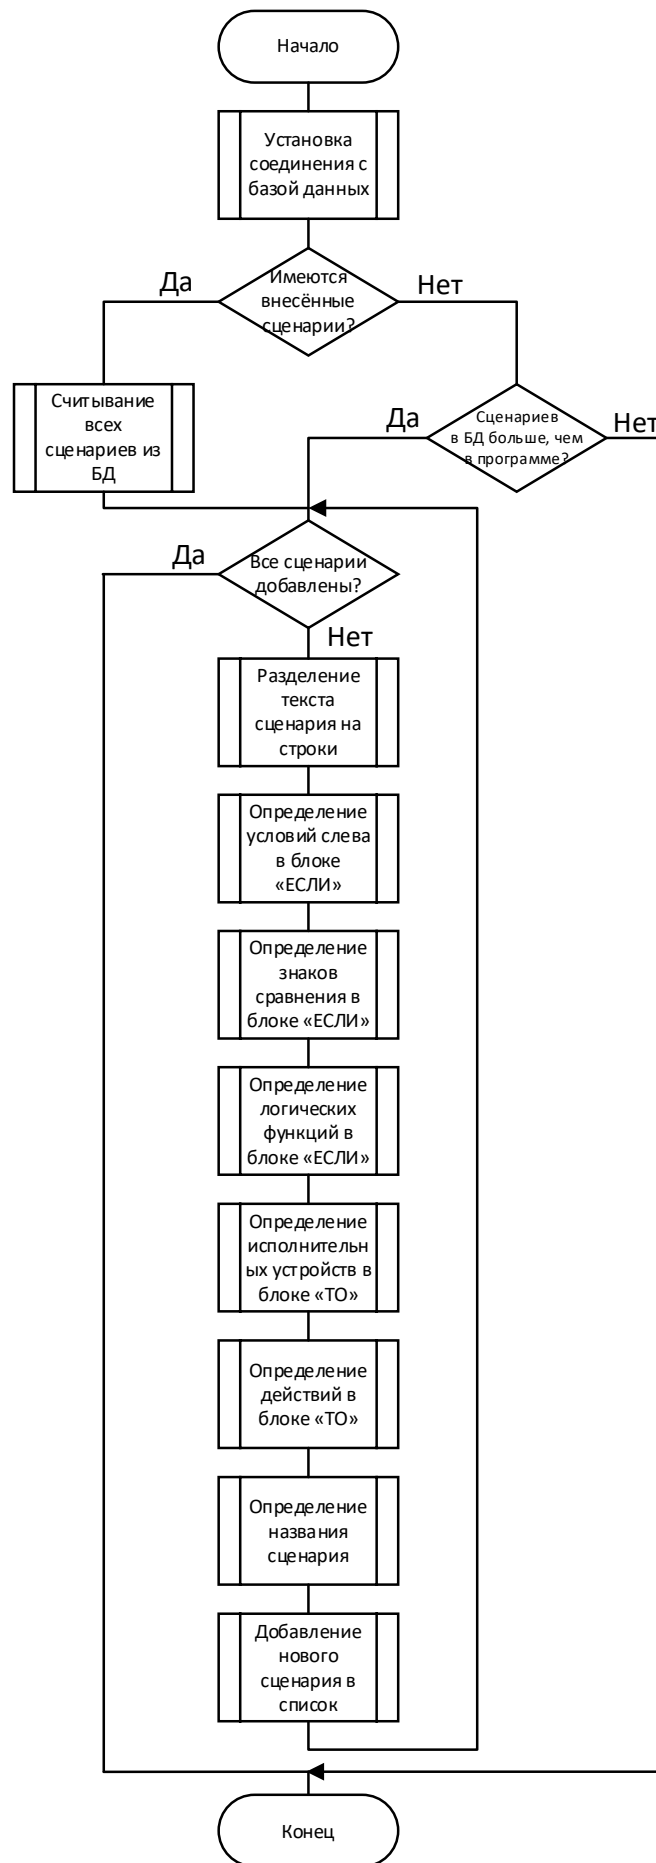 Начало
Установка
соединения с
базой данных
Имеются
внесённые
сценарии?
Да
Нет
Считывание
всех
сценариев из
БД
Сценариев
в БД больше, чем
в программе?
Да
Нет
Все сценарии
добавлены?
Да
Нет
Разделение
текста
сценария на
строки
Определение
условий слева
в блоке
«ЕСЛИ»
Определение
знаков
сравнения в
блоке «ЕСЛИ»
Определение
логических
функций в
блоке «ЕСЛИ»
Определение
исполнительн
ых устройств в
блоке «ТО»
Определение
действий в
блоке «ТО»
Определение
названия
сценария
Добавление
нового
сценария в
список
Конец